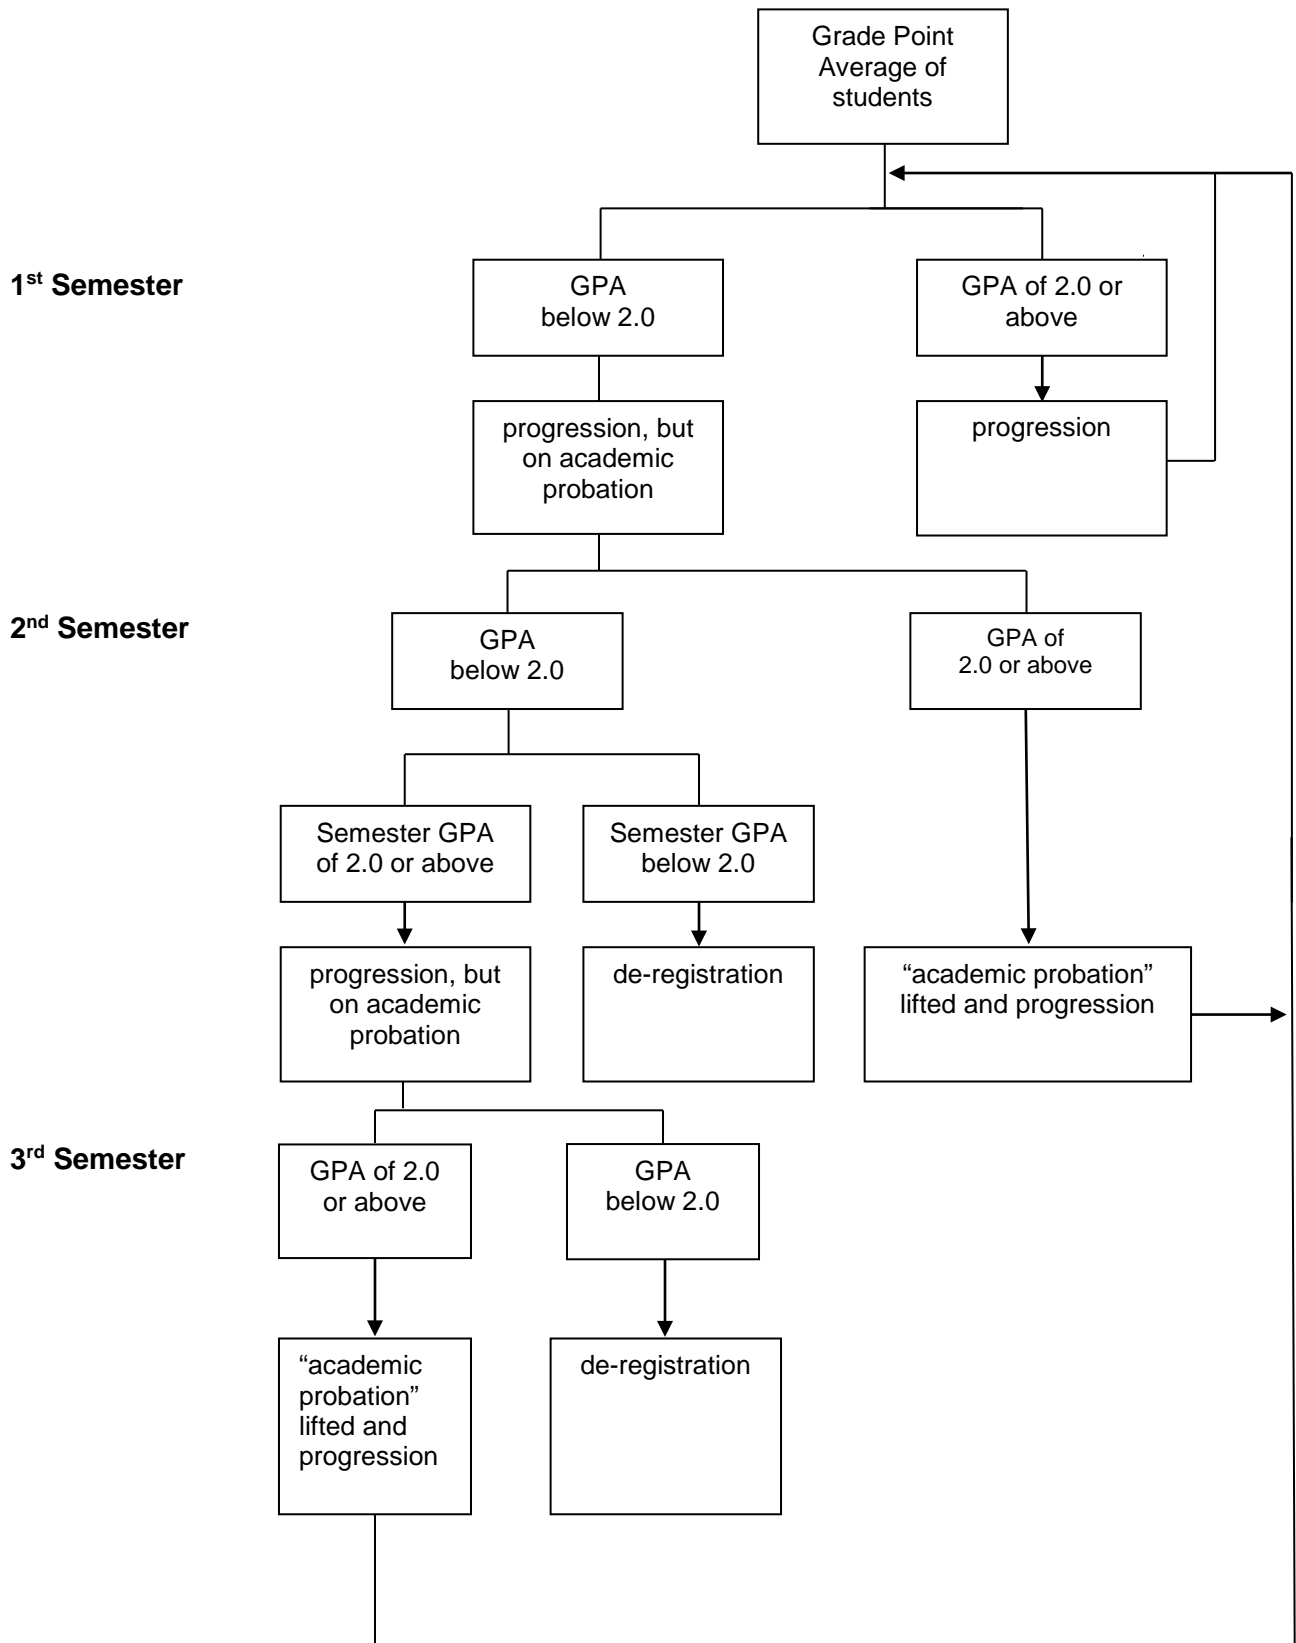 Grade Point
Average of
students
1st Semester
GPA
below 2.0
GPA of 2.0 or
above
progression, but
on academic
probation
progression
2nd Semester
GPA
below 2.0
GPA of
2.0 or above
Semester GPA
of 2.0 or above
Semester GPA
below 2.0
progression, but
on academic
probation
de-registration
“academic probation”
lifted and progression
3rd Semester
GPA of 2.0
or above
GPA
below 2.0
“academic
probation”
lifted and
progression
de-registration